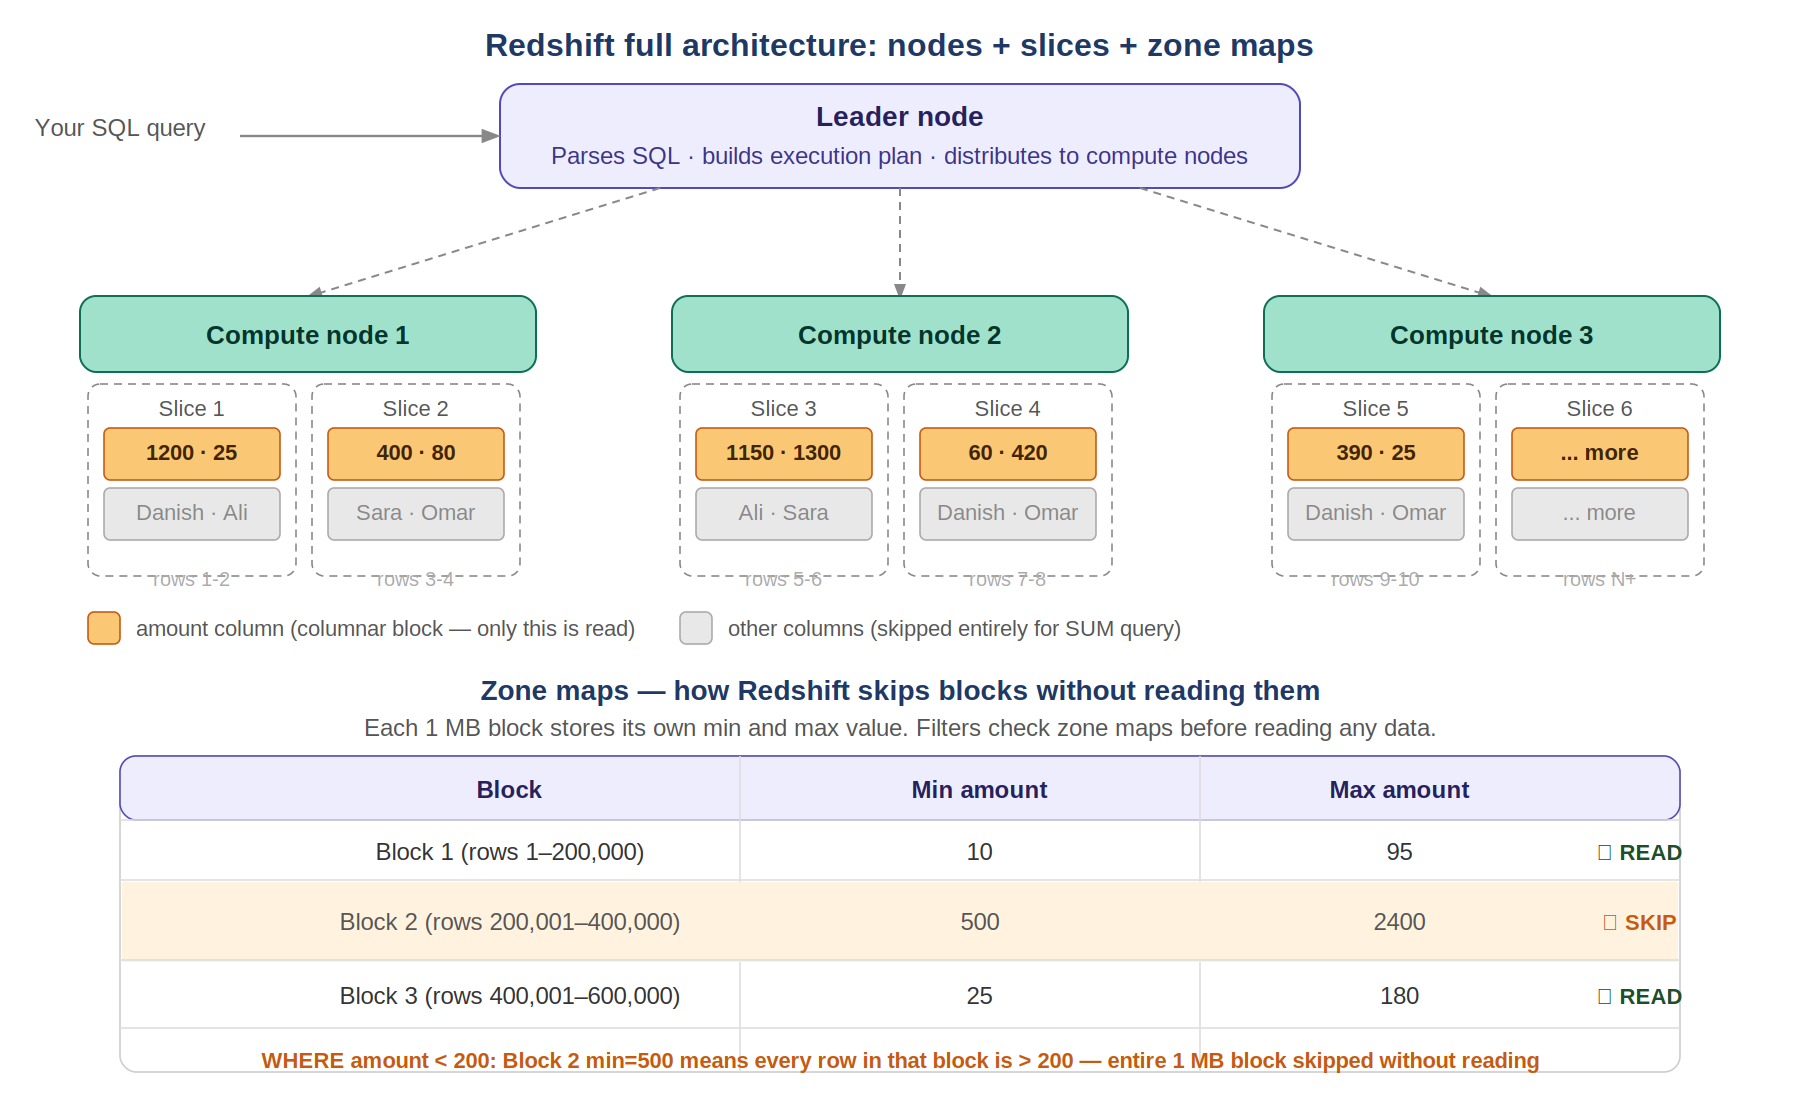 Redshift full architecture: nodes + slices + zone maps
Your SQL query
Leader node
Parses SQL · builds execution plan · distributes to compute nodes
Compute node 1
Compute node 2
Compute node 3
Slice 1
Slice 2
Slice 3
Slice 4
Slice 5
Slice 6
1200 · 25
400 · 80
1150 · 1300
60 · 420
390 · 25
... more
Danish · Ali
Sara · Omar
Ali · Sara
Danish · Omar
Danish · Omar
... more
rows 1-2
rows 3-4
rows 5-6
rows 7-8
rows 9-10
rows N+
amount column (columnar block — only this is read)
other columns (skipped entirely for SUM query)
Zone maps — how Redshift skips blocks without reading them
Each 1 MB block stores its own min and max value. Filters check zone maps before reading any data.
Block Min amount Max amount
Block 1 (rows 1–200,000) 10 95 READ
Block 2 (rows 200,001–400,000) 500 2400 SKIP
Block 3 (rows 400,001–600,000) 25 180 READ
WHERE amount < 200: Block 2 min=500 means every row in that block is > 200 — entire 1 MB block skipped without reading